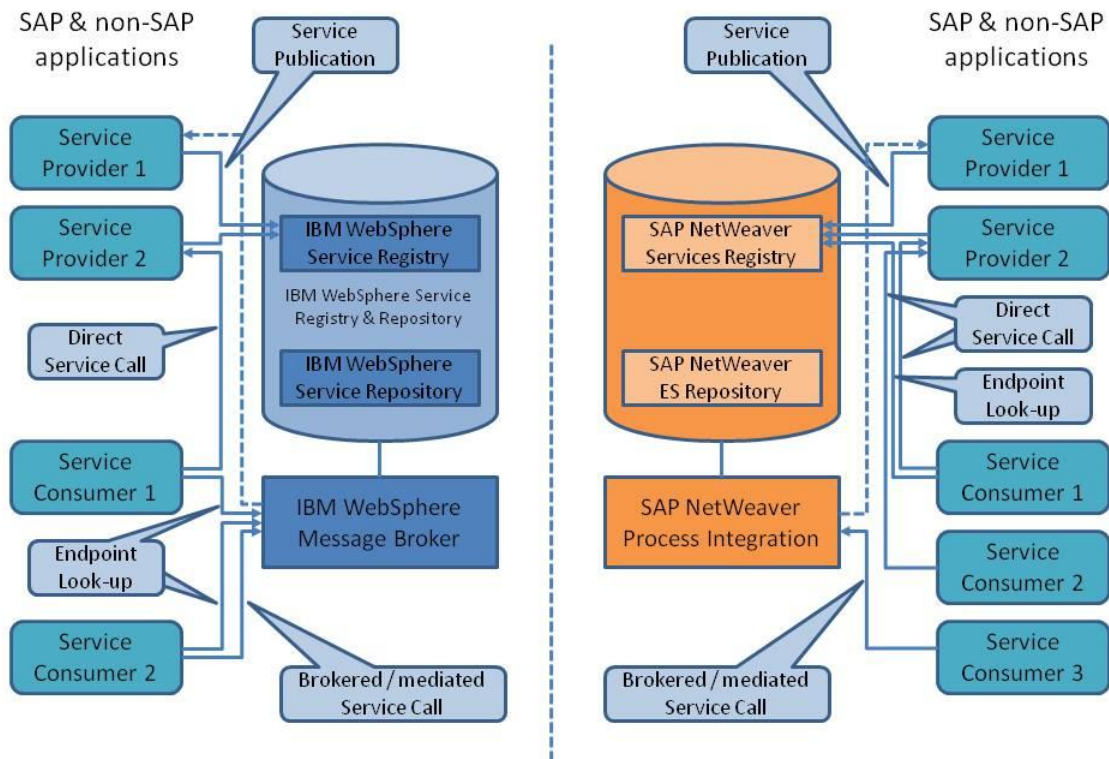 SAP & non-SAP
applications
Service
Publication
Service
Provider 1
Service
Provider 2
IBM WebSphere
Service Registry
IBM WebSphere Service
Registry & Repository
IBM WebSphere
Service Repository
Direct
Service Call
Service
Consumer 1
IBM WebSphere
Message Broker
Endpoint
Look-up
Service
Consumer 2
Brokered / mediated
Service Call
Service
Publication
SAP & non-SAP
applications
Service
Provider 1
SAP NetWeaver
Services Registry
Service
Provider 2
Direct
Service Call
SAP NetWeaver
ES Repository
Endpoint
Look-up
Service
Consumer 1
SAP NetWeaver
Process Integration
Service
Consumer 2
Brokered / mediated
Service Call
Service
Consumer 3